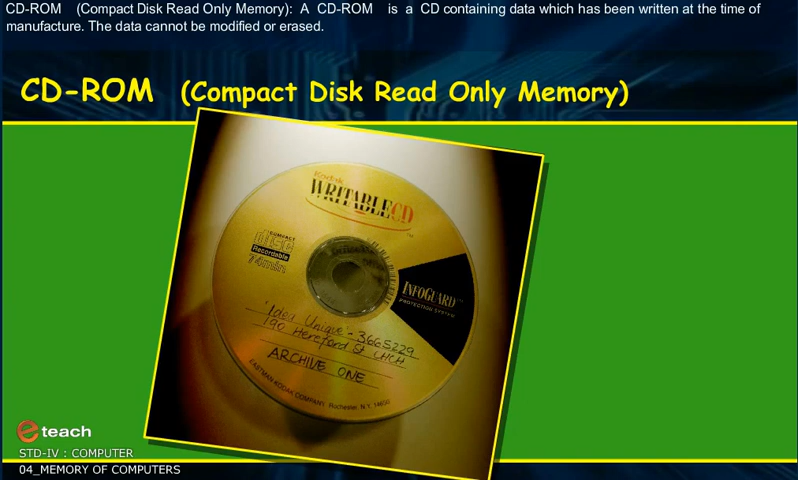 CD-ROM (Compact Disk Read Only Memory): A CD-ROM is a CD containing data which has been written at the time of
manufacture. The data cannot be modified or erased.
CD-ROM (Compact Disk Read Only Memory)
Kodak
WRITABLE CD
COMPACT
disc
Recordable
74min
INFOGUARD™
PROTECTION SYSTEM
'Idea Unique' - 3665229
190 Hereford St CHCH
ARCHIVE ONE
EASTMAN KODAK COMPANY Rochester, N.Y. 14650
e teach
STD-IV : COMPUTER
04_MEMORY OF COMPUTERS